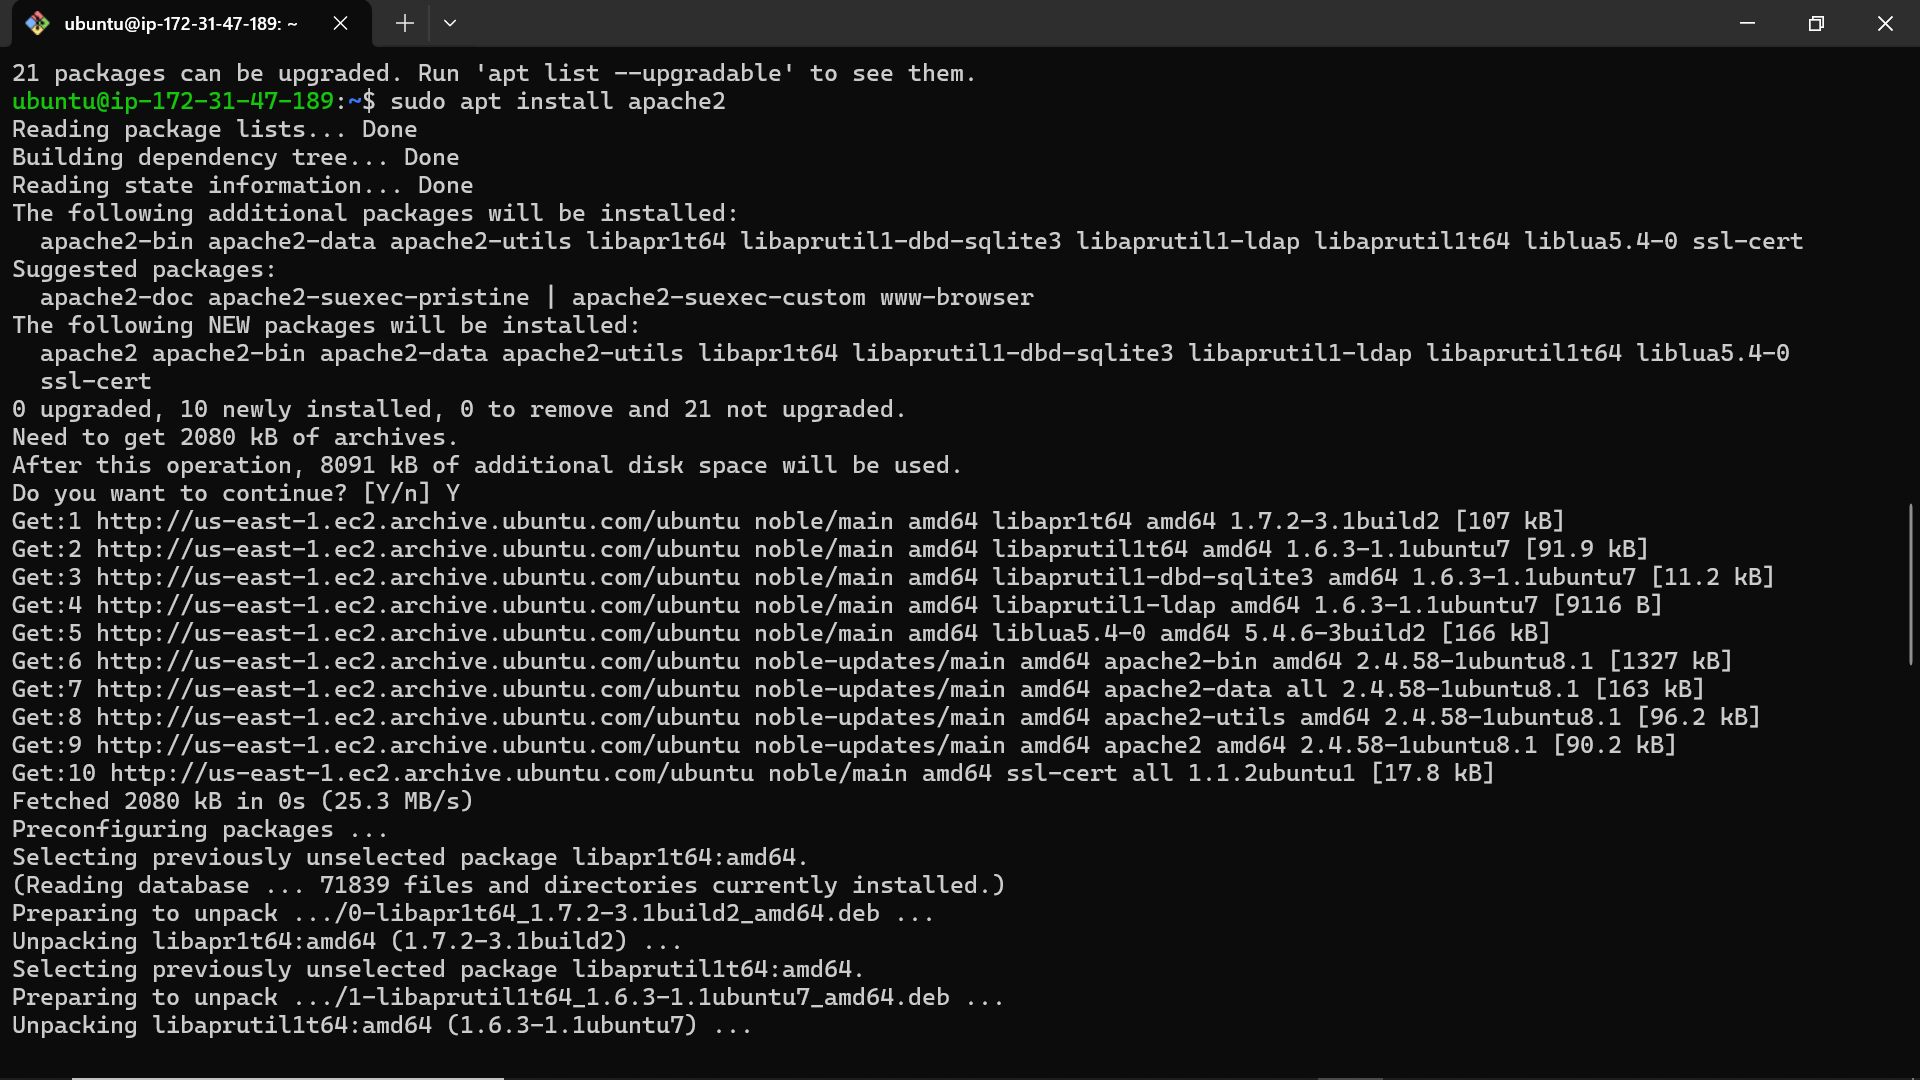 ubuntu@ip-172-31-47-189: ~
21 packages can be upgraded. Run 'apt list --upgradable' to see them.
ubuntu@ip-172-31-47-189:~$ sudo apt install apache2
Reading package lists... Done
Building dependency tree... Done
Reading state information... Done
The following additional packages will be installed:
  apache2-bin apache2-data apache2-utils libapr1t64 libaprutil1-dbd-sqlite3 libaprutil1-ldap libaprutil1t64 liblua5.4-0 ssl-cert
Suggested packages:
  apache2-doc apache2-suexec-pristine | apache2-suexec-custom www-browser
The following NEW packages will be installed:
  apache2 apache2-bin apache2-data apache2-utils libapr1t64 libaprutil1-dbd-sqlite3 libaprutil1-ldap libaprutil1t64 liblua5.4-0
  ssl-cert
0 upgraded, 10 newly installed, 0 to remove and 21 not upgraded.
Need to get 2080 kB of archives.
After this operation, 8091 kB of additional disk space will be used.
Do you want to continue? [Y/n] Y
Get:1 http://us-east-1.ec2.archive.ubuntu.com/ubuntu noble/main amd64 libapr1t64 amd64 1.7.2-3.1build2 [107 kB]
Get:2 http://us-east-1.ec2.archive.ubuntu.com/ubuntu noble/main amd64 libaprutil1t64 amd64 1.6.3-1.1ubuntu7 [91.9 kB]
Get:3 http://us-east-1.ec2.archive.ubuntu.com/ubuntu noble/main amd64 libaprutil1-dbd-sqlite3 amd64 1.6.3-1.1ubuntu7 [11.2 kB]
Get:4 http://us-east-1.ec2.archive.ubuntu.com/ubuntu noble/main amd64 libaprutil1-ldap amd64 1.6.3-1.1ubuntu7 [9116 B]
Get:5 http://us-east-1.ec2.archive.ubuntu.com/ubuntu noble/main amd64 liblua5.4-0 amd64 5.4.6-3build2 [166 kB]
Get:6 http://us-east-1.ec2.archive.ubuntu.com/ubuntu noble-updates/main amd64 apache2-bin amd64 2.4.58-1ubuntu8.1 [1327 kB]
Get:7 http://us-east-1.ec2.archive.ubuntu.com/ubuntu noble-updates/main amd64 apache2-data all 2.4.58-1ubuntu8.1 [163 kB]
Get:8 http://us-east-1.ec2.archive.ubuntu.com/ubuntu noble-updates/main amd64 apache2-utils amd64 2.4.58-1ubuntu8.1 [96.2 kB]
Get:9 http://us-east-1.ec2.archive.ubuntu.com/ubuntu noble-updates/main amd64 apache2 amd64 2.4.58-1ubuntu8.1 [90.2 kB]
Get:10 http://us-east-1.ec2.archive.ubuntu.com/ubuntu noble/main amd64 ssl-cert all 1.1.2ubuntu1 [17.8 kB]
Fetched 2080 kB in 0s (25.3 MB/s)
Preconfiguring packages ...
Selecting previously unselected package libapr1t64:amd64.
(Reading database ... 71839 files and directories currently installed.)
Preparing to unpack .../0-libapr1t64_1.7.2-3.1build2_amd64.deb ...
Unpacking libapr1t64:amd64 (1.7.2-3.1build2) ...
Selecting previously unselected package libaprutil1t64:amd64.
Preparing to unpack .../1-libaprutil1t64_1.6.3-1.1ubuntu7_amd64.deb ...
Unpacking libaprutil1t64:amd64 (1.6.3-1.1ubuntu7) ...